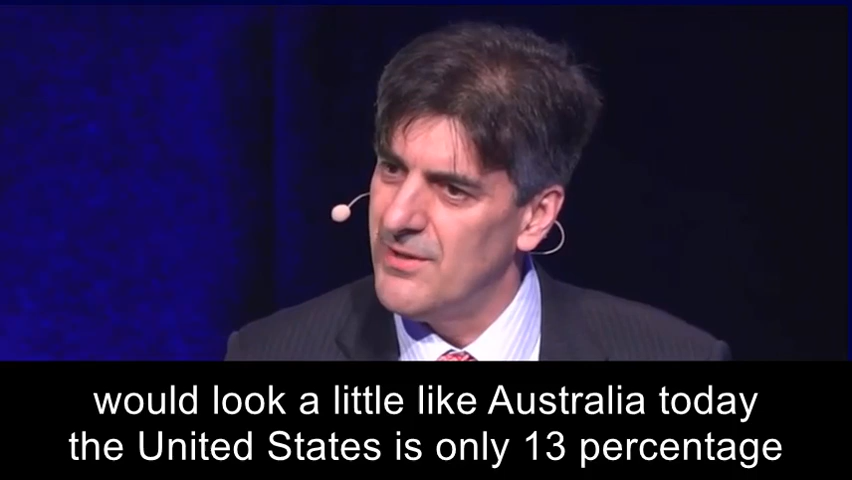 would look a little like Australia today
the United States is only 13 percentage